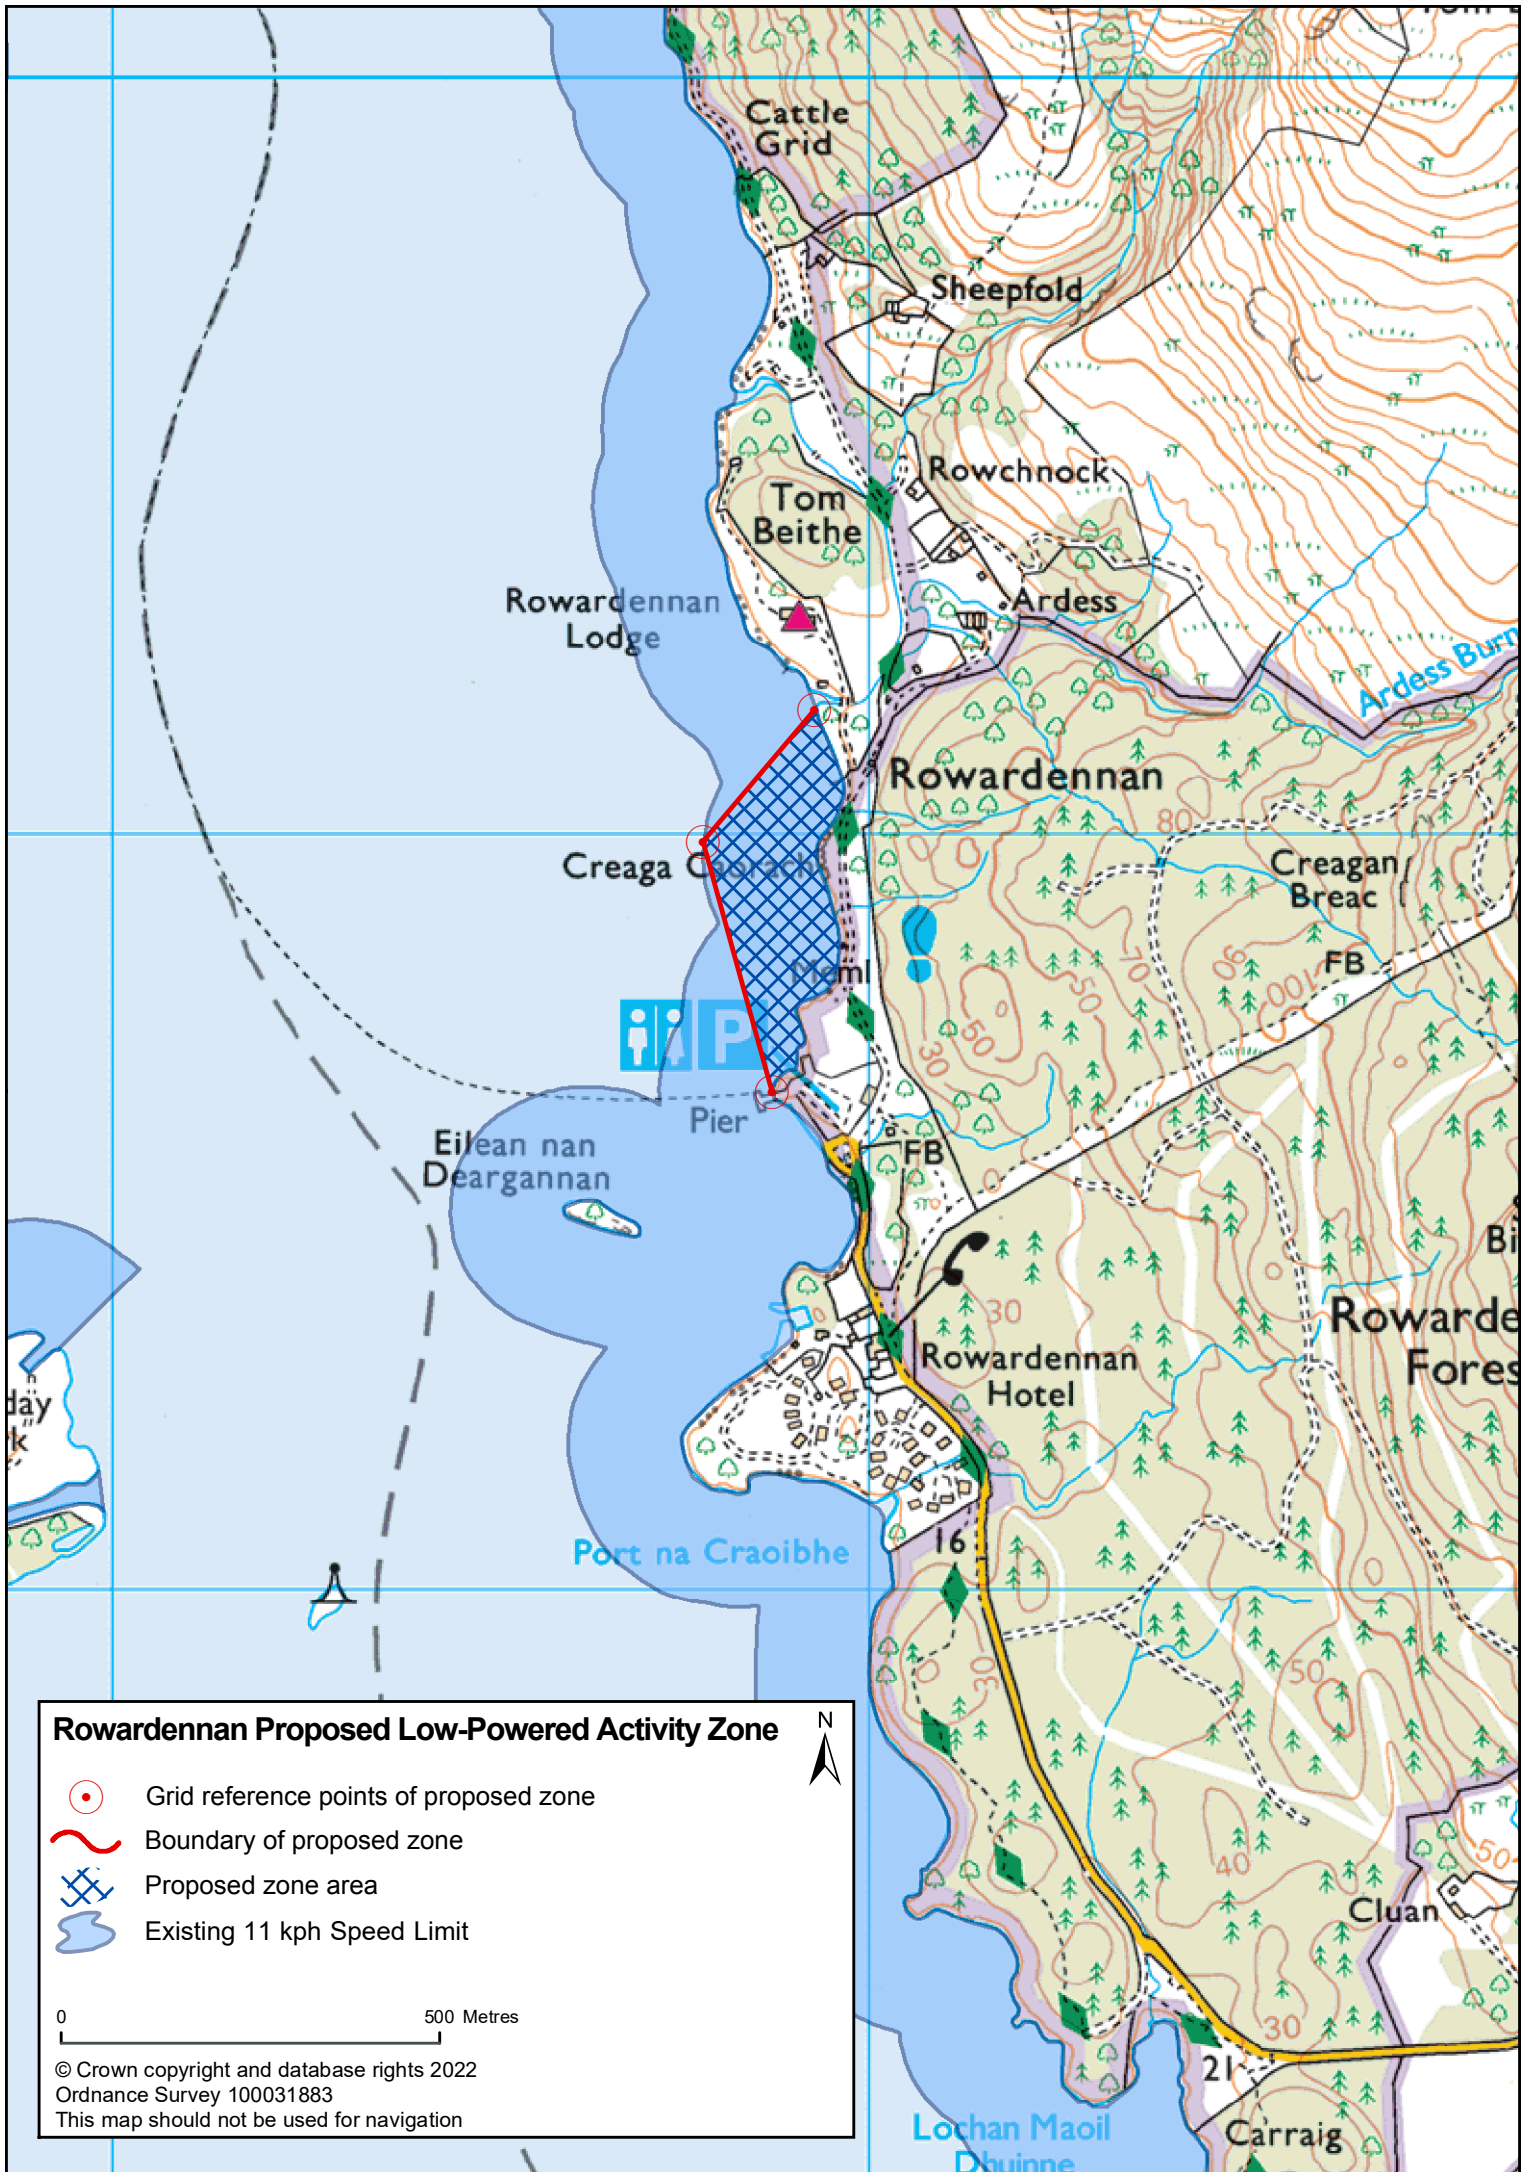 Cattle
Grid
Sheepfold
Rowchnock
Tom
Beithe
Rowardennan
Lodge
Ardess
Ardess Burn
Rowardennan
80
Creaga Caorach
Creagan
Breac
FB
Meml
70
90
100
50
50
30
P
Pier
Eilean nan
Deargannan
FB
0
Bi
30
Rowarde
Fores
Rowardennan
Hotel
day
k
Port na Craoibhe
16
30
50
40
50
Cluan
30
21
Carraig
Lochan Maoil
Dhuinne
Rowardennan Proposed Low-Powered Activity Zone
N
Grid reference points of proposed zone
Boundary of proposed zone
Proposed zone area
Existing 11 kph Speed Limit
0 500 Metres
© Crown copyright and database rights 2022
Ordnance Survey 100031883
This map should not be used for navigation